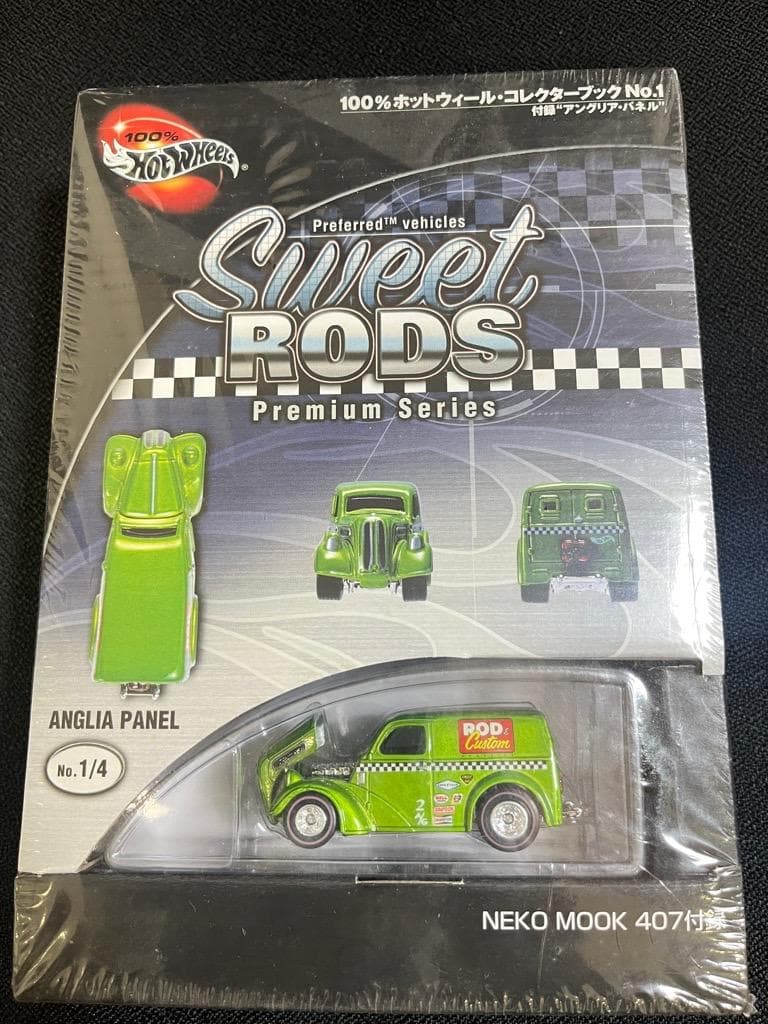 100%ホットウィール・コレクターブック No.1
付録"アングリア・パネル"
100%
HOT WHEELS®
Preferred™ vehicles
Sweet
RODS
Premium Series
ANGLIA PANEL
No.1/4
ROD &
Custom
2
NEKO MOOK 407付録